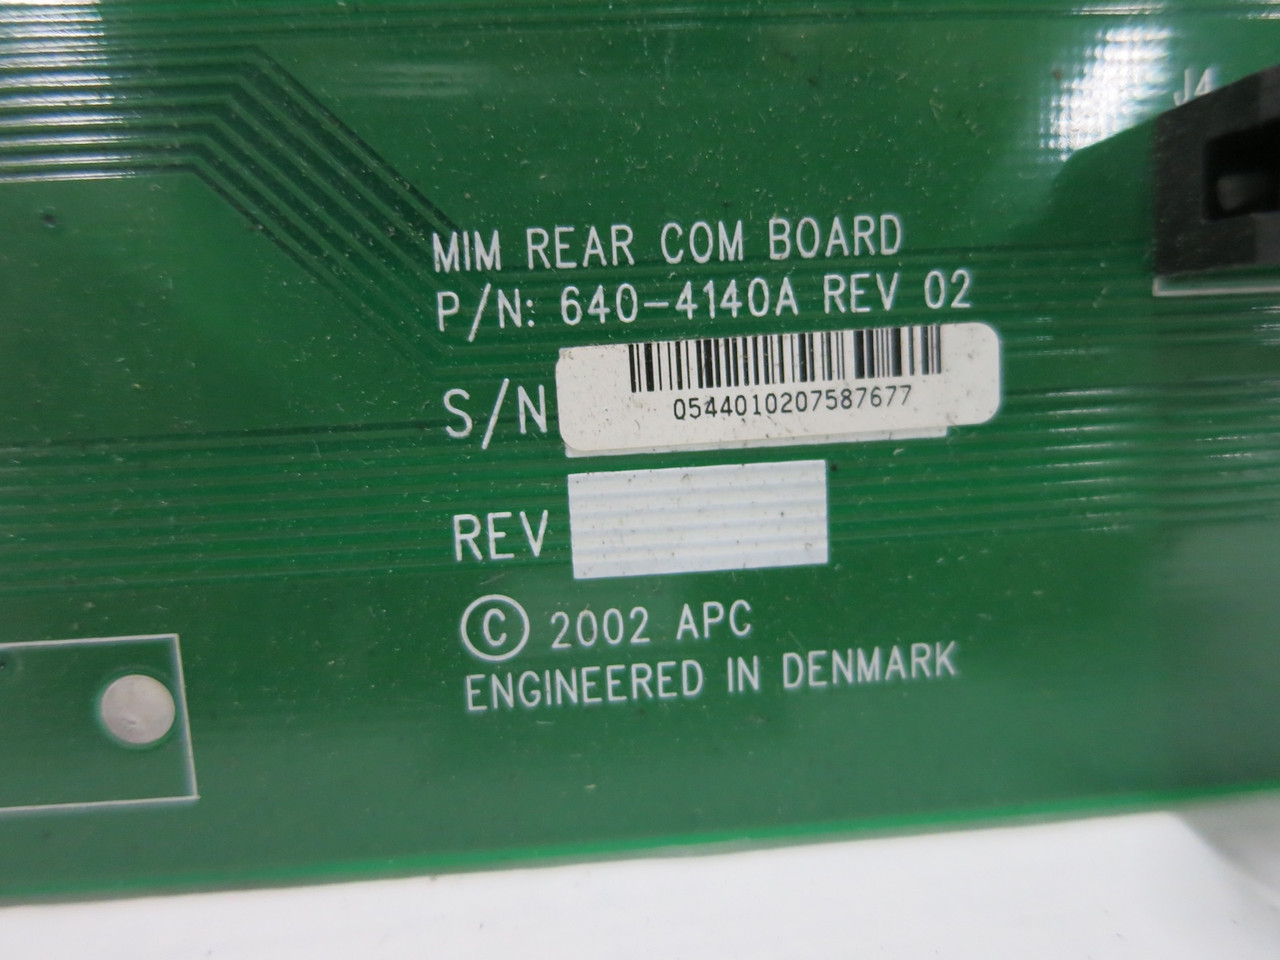 J4
MIM REAR COM BOARD
P/N: 640-4140A REV 02
S/N
0544010207587677
REV
© 2002 APC
ENGINEERED IN DENMARK